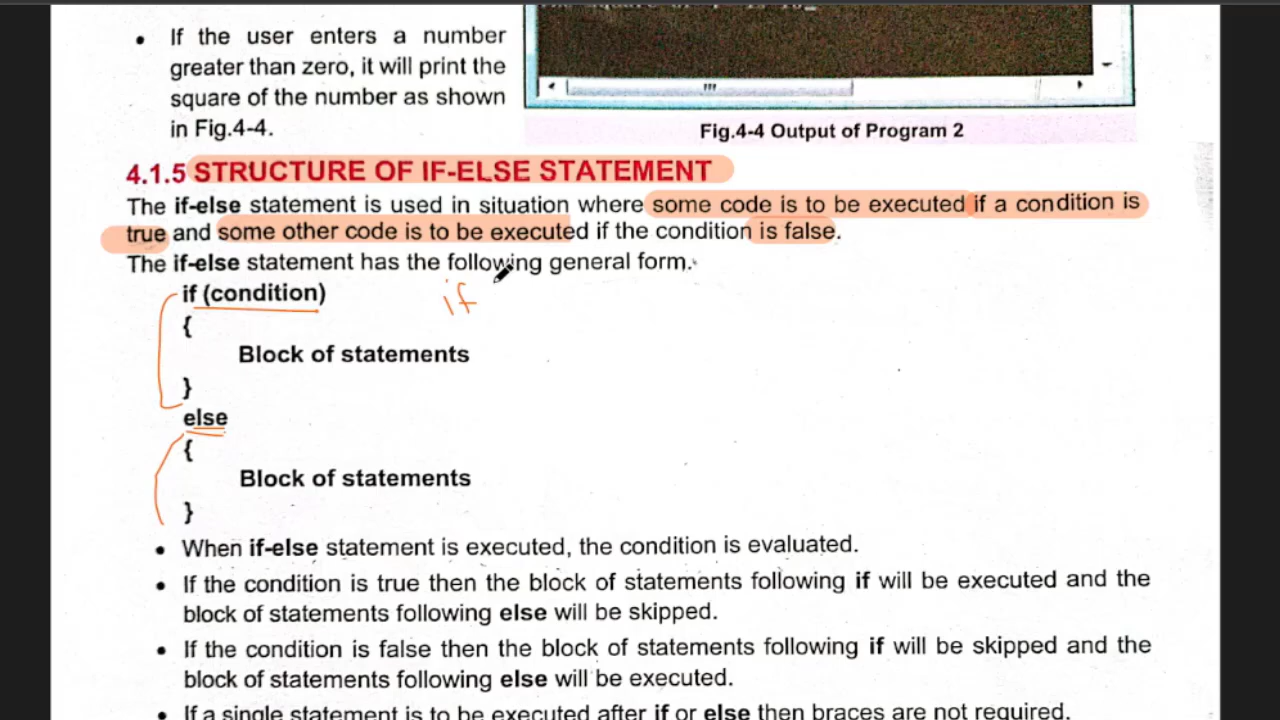 If the user enters a number
greater than zero, it will print the
square of the number as shown
in Fig.4-4.
Fig.4-4 Output of Program 2
4.1.5 STRUCTURE OF IF-ELSE STATEMENT
The if-else statement is used in situation where some code is to be executed if a condition is
true and some other code is to be executed if the condition is false.
The if-else statement has the following general form.
if (condition)
if
{
Block of statements
}
else
{
Block of statements
}
• When if-else statement is executed, the condition is evaluated.
• If the condition is true then the block of statements following if will be executed and the
block of statements following else will be skipped.
• If the condition is false then the block of statements following if will be skipped and the
block of statements following else will be executed.
• If a single statement is to be executed after if or else then braces are not required.